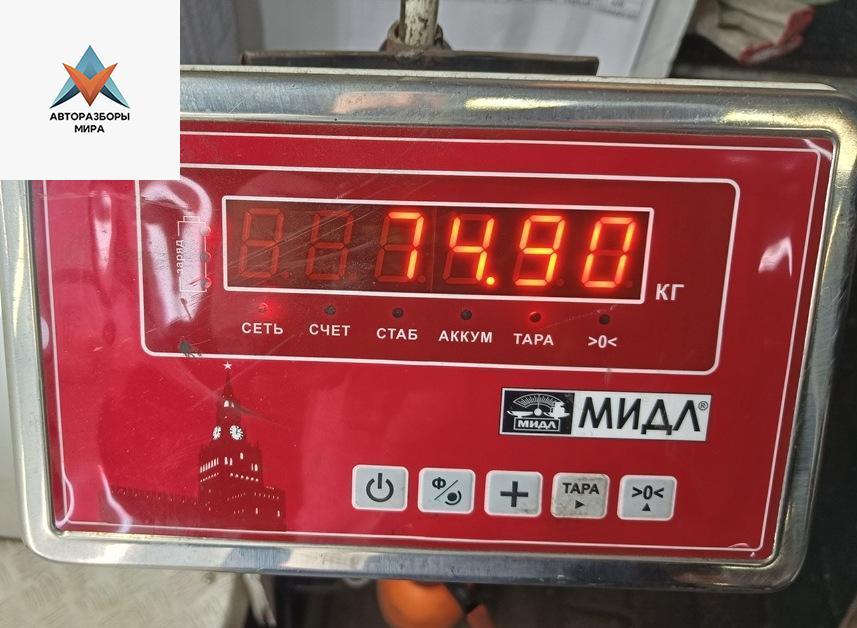 АВТОРАЗБОРЫ
МИРА
заряд
74.90
КГ
СЕТЬ СЧЕТ СТАБ АККУМ ТАРА >0<
МИДЛ МИДЛ®
Ф
ТАРА >0<